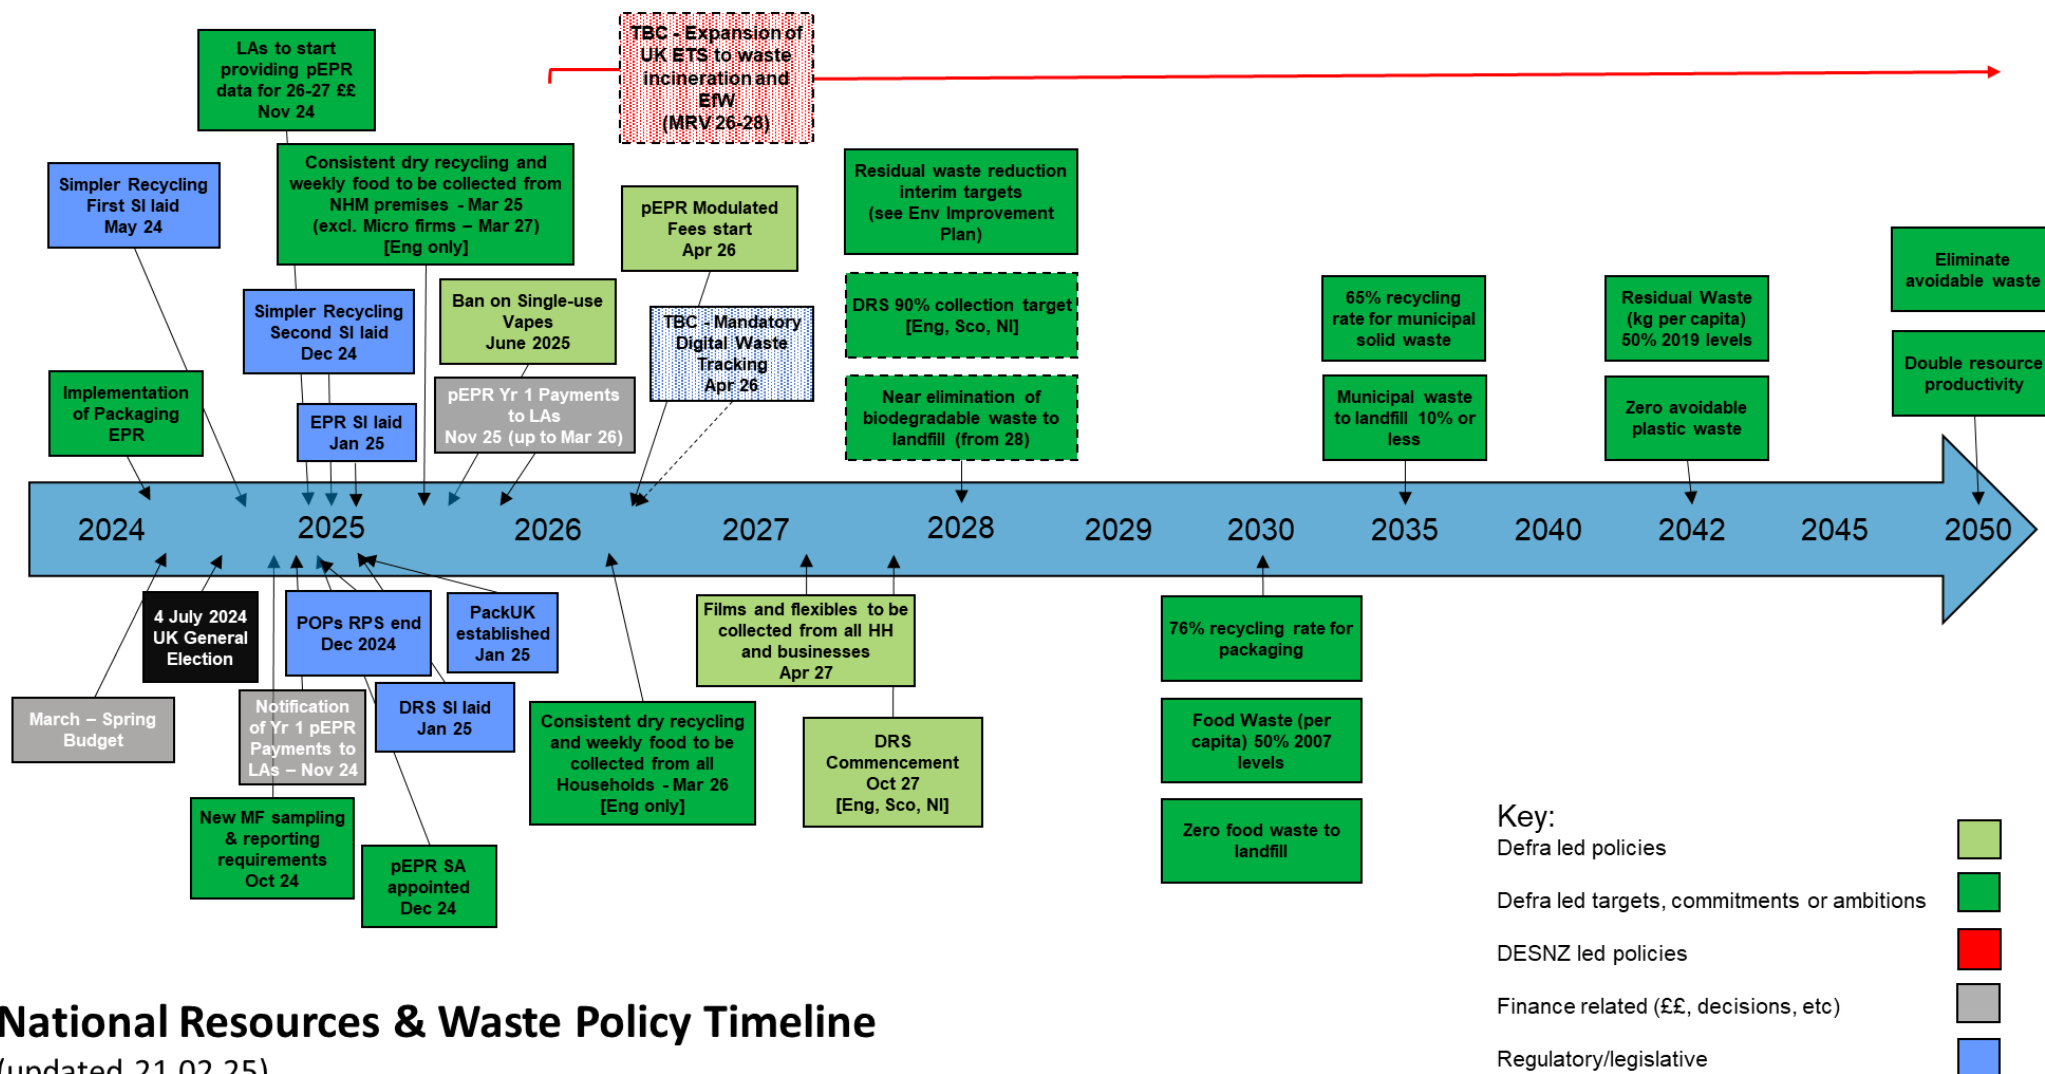 LAs to start
providing pEPR
data for 26-27 ££
Nov 24
TBC - Expansion of
UK ETS to waste
incineration and
EfW
(MRV 26-28)
Simpler Recycling
First SI laid
May 24
Consistent dry recycling and
weekly food to be collected from
NHM premises - Mar 25
(excl. Micro firms – Mar 27)
[Eng only]
pEPR Modulated
Fees start
Apr 26
Residual waste reduction
interim targets
(see Env Improvement
Plan)
Eliminate
avoidable waste
Simpler Recycling
Second SI laid
Dec 24
Ban on Single-use
Vapes
June 2025
TBC - Mandatory
Digital Waste
Tracking
Apr 26
DRS 90% collection target
[Eng, Sco, NI]
65% recycling
rate for municipal
solid waste
Residual Waste
(kg per capita)
50% 2019 levels
Double resource
productivity
Implementation
of Packaging
EPR
EPR SI laid
Jan 25
pEPR Yr 1 Payments
to LAs
Nov 25 (up to Mar 26)
Near elimination of
biodegradable waste to
landfill (from 28)
Municipal waste
to landfill 10% or
less
Zero avoidable
plastic waste
2024 2025 2026 2027 2028 2029 2030 2035 2040 2042 2045 2050
4 July 2024
UK General
Election
POPs RPS end
Dec 2024
PackUK
established
Jan 25
Films and flexibles to be
collected from all HH
and businesses
Apr 27
76% recycling rate for
packaging
March – Spring
Budget
Notification
of Yr 1 pEPR
Payments to
LAs – Nov 24
DRS SI laid
Jan 25
Consistent dry recycling
and weekly food to be
collected from all
Households - Mar 26
[Eng only]
DRS
Commencement
Oct 27
[Eng, Sco, NI]
Food Waste (per
capita) 50% 2007
levels
New MF sampling
& reporting
requirements
Oct 24
pEPR SA
appointed
Dec 24
Zero food waste to
landfill
Key:
Defra led policies
Defra led targets, commitments or ambitions
DESNZ led policies
Finance related (££, decisions, etc)
Regulatory/legislative
National Resources & Waste Policy Timeline
(updated 21.02.25)